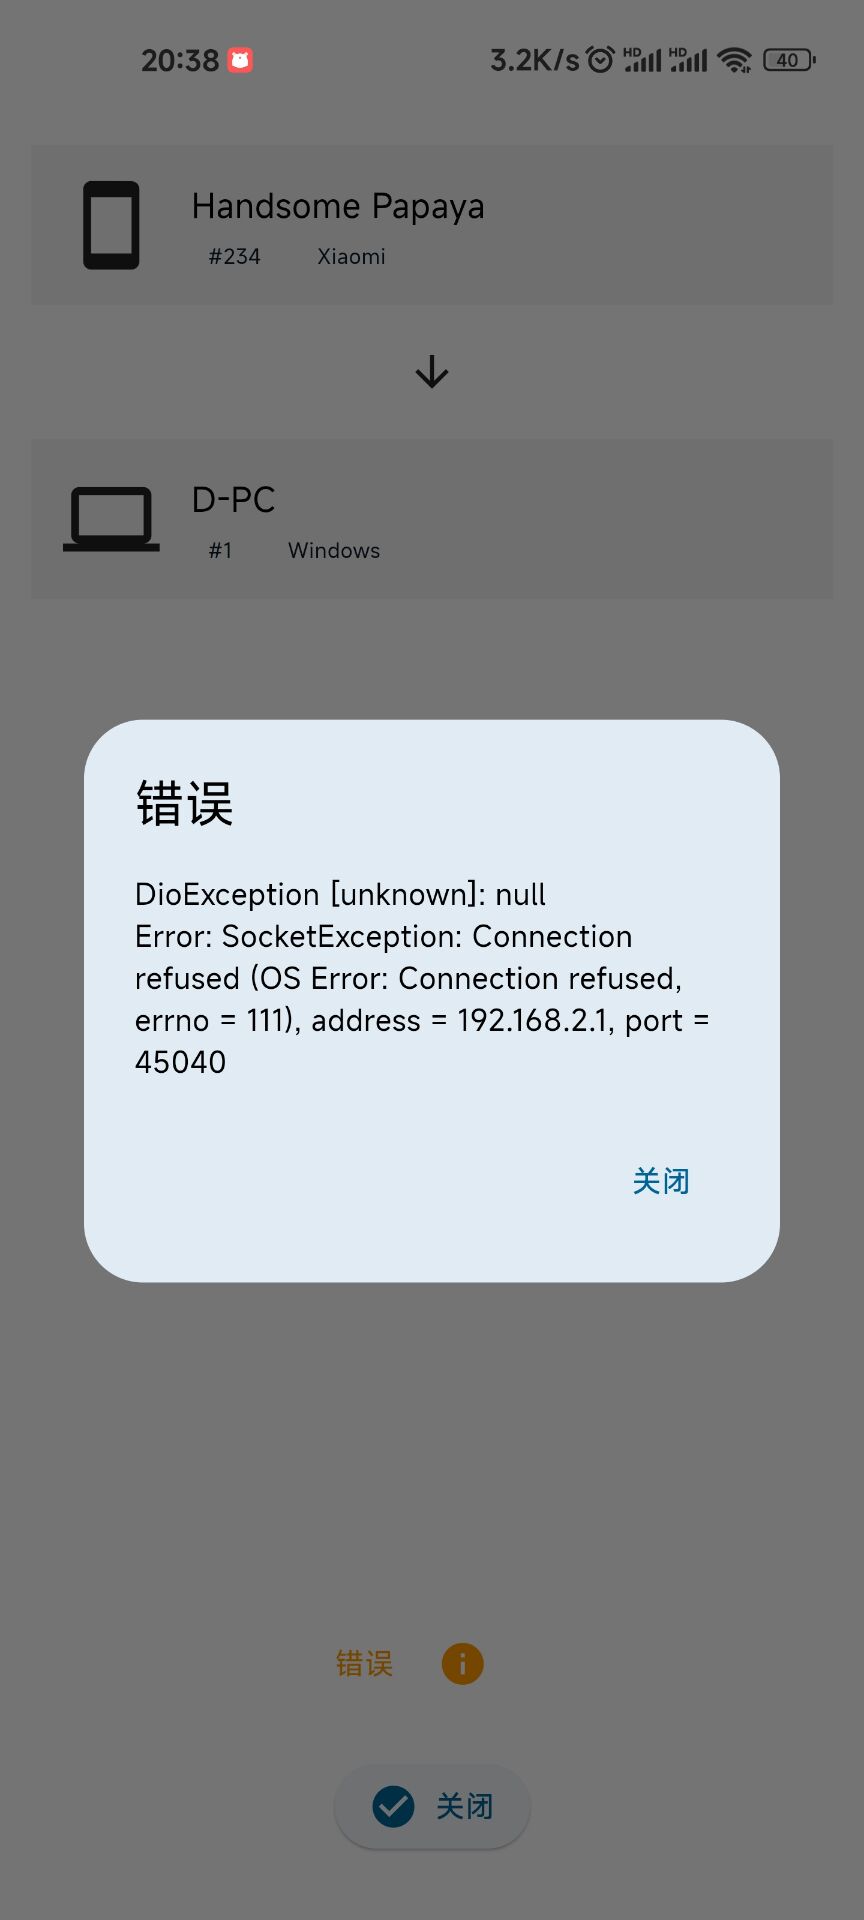 20:38
3.2K/s HD HD 40
Handsome Papaya
#234 Xiaomi
D-PC
#1 Windows
错误
DioException [unknown]: null
Error: SocketException: Connection
refused (OS Error: Connection refused,
errno = 111), address = 192.168.2.1, port =
45040
关闭
错误
关闭